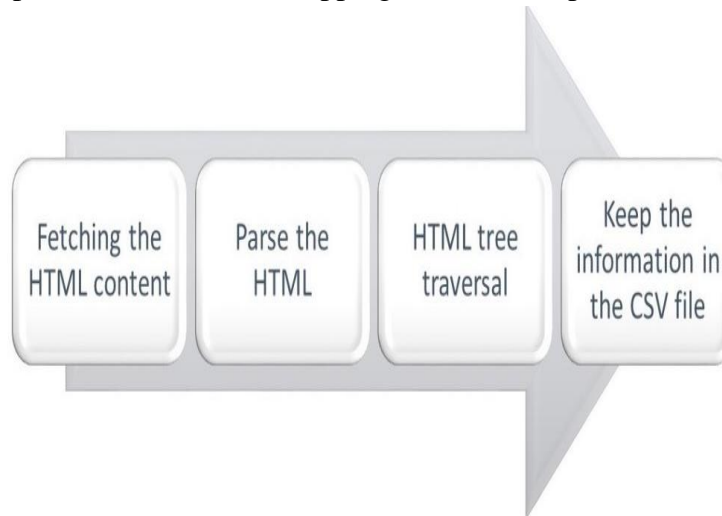 Fetching the
HTML content
Parse the
HTML
HTML tree
traversal
Keep the
information in
the CSV file